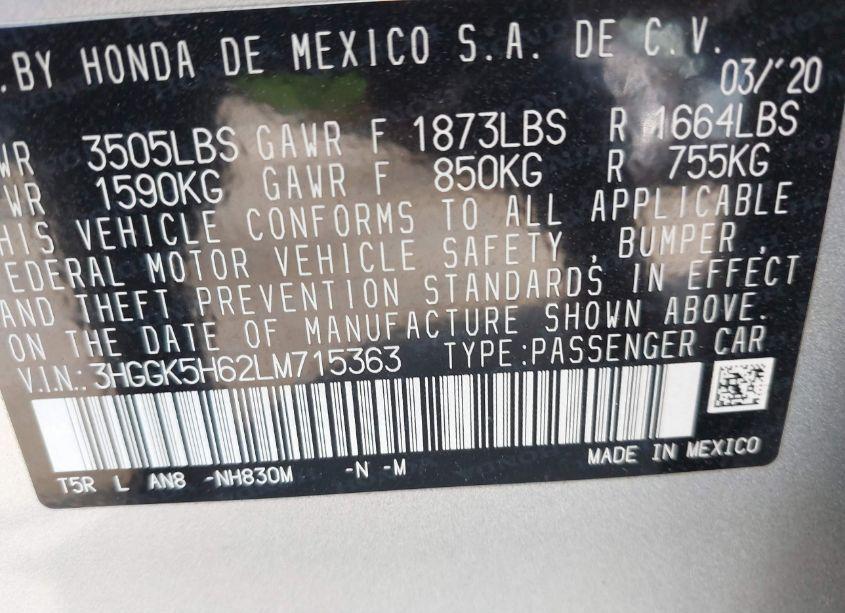 .BY HONDA DE MEXICO S.A. DE C.V.
03/'20
WR 3505LBS GAWR F 1873LBS R 1664LBS
WR 1590KG GAWR F 850KG R 755KG
HIS VEHICLE CONFORMS TO ALL APPLICABLE
EDERAL MOTOR VEHICLE SAFETY , BUMPER ,
AND THEFT PREVENTION STANDARDS IN EFFECT
ON THE DATE OF MANUFACTURE SHOWN ABOVE.
V.I.N.:3HGGK5H62LM715363 TYPE:PASSENGER CAR
T5R L AN8 -NH830M -N -M MADE IN MEXICO